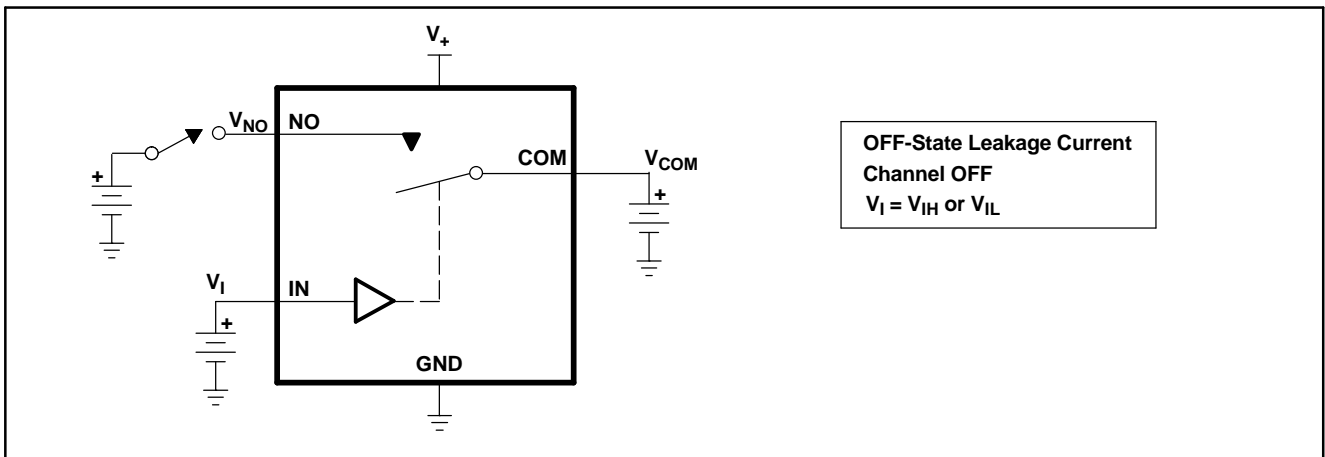 V+
VNO
NO
COM
VCOM
+
+
VI
IN
+
GND
OFF-State Leakage Current
Channel OFF
VI = VIH or VIL